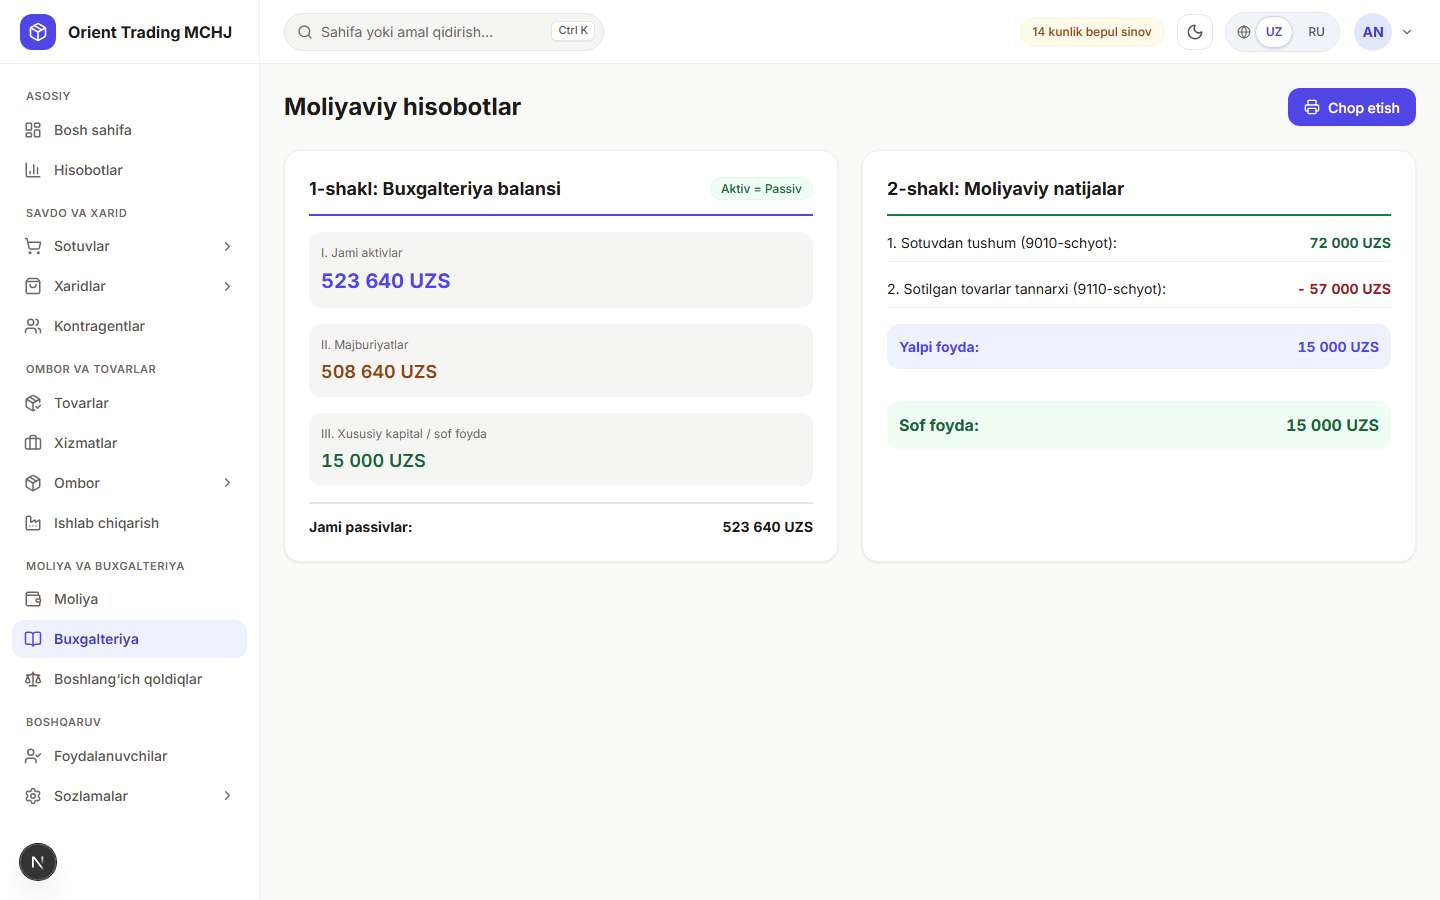 Orient Trading MCHJ
Sahifa yoki amal qidirish...
Ctrl K
14 kunlik bepul sinov
UZ
RU
AN
ASOSIY
Bosh sahifa
Hisobotlar
SAVDO VA XARID
Sotuvlar
Xaridlar
Kontragentlar
OMBOR VA TOVARLAR
Tovarlar
Xizmatlar
Ombor
Ishlab chiqarish
MOLIYA VA BUXGALTERIYA
Moliya
Buxgalteriya
Boshlang‘ich qoldiqlar
BOSHQARUV
Foydalanuvchilar
Sozlamalar
N
Moliyaviy hisobotlar
Chop etish
1-shakl: Buxgalteriya balansi
Aktiv = Passiv
I. Jami aktivlar
523 640 UZS
II. Majburiyatlar
508 640 UZS
III. Xususiy kapital / sof foyda
15 000 UZS
Jami passivlar: 523 640 UZS
2-shakl: Moliyaviy natijalar
1. Sotuvdan tushum (9010-schyot): 72 000 UZS
2. Sotilgan tovarlar tannarxi (9110-schyot): - 57 000 UZS
Yalpi foyda: 15 000 UZS
Sof foyda: 15 000 UZS